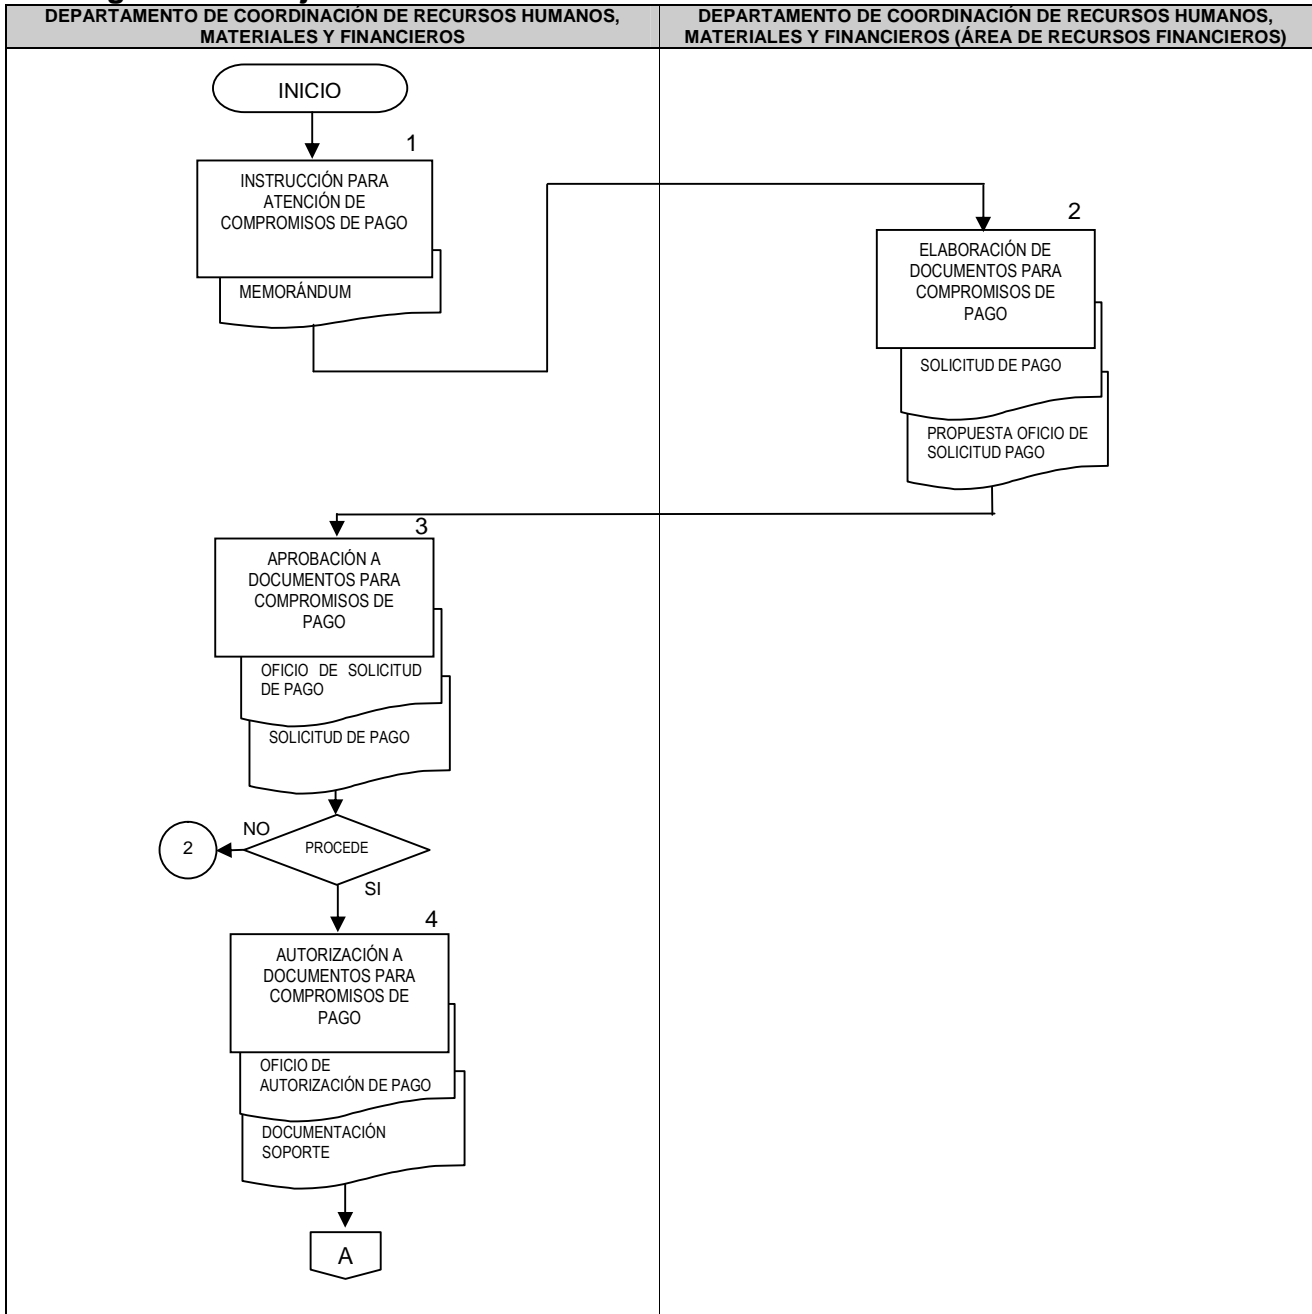 DEPARTAMENTO DE COORDINACIÓN DE RECURSOS HUMANOS,
MATERIALES Y FINANCIEROS
DEPARTAMENTO DE COORDINACIÓN DE RECURSOS HUMANOS,
MATERIALES Y FINANCIEROS (ÁREA DE RECURSOS FINANCIEROS)
INICIO
1
INSTRUCCIÓN PARA
ATENCIÓN DE
COMPROMISOS DE PAGO
MEMORÁNDUM
2
ELABORACIÓN DE
DOCUMENTOS PARA
COMPROMISOS DE
PAGO
SOLICITUD DE PAGO
PROPUESTA OFICIO DE
SOLICITUD PAGO
3
APROBACIÓN A
DOCUMENTOS PARA
COMPROMISOS DE
PAGO
OFICIO DE SOLICITUD
DE PAGO
SOLICITUD DE PAGO
NO
2
PROCEDE
SI
4
AUTORIZACIÓN A
DOCUMENTOS PARA
COMPROMISOS DE
PAGO
OFICIO DE
AUTORIZACIÓN DE PAGO
DOCUMENTACIÓN
SOPORTE
A